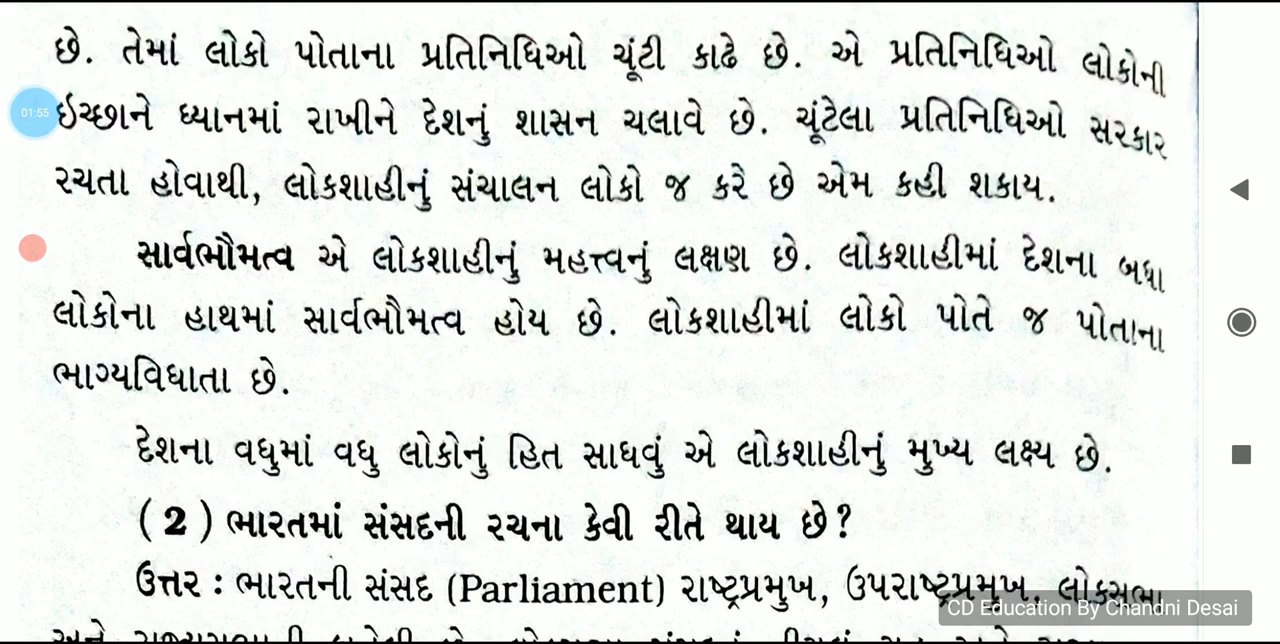 છે. તેમાં લોકો પોતાના પ્રતિનિધિઓ ચૂંટી કાઢે છે. એ પ્રતિનિધિઓ લોકોની
01:55
ઇચ્છાને ધ્યાનમાં રાખીને દેશનું શાસન ચલાવે છે. ચૂંટેલા પ્રતિનિધિઓ સરકાર
રચતા હોવાથી, લોકશાહીનું સંચાલન લોકો જ કરે છે એમ કહી શકાય.
સાર્વભૌમત્વ એ લોકશાહીનું મહત્ત્વનું લક્ષણ છે. લોકશાહીમાં દેશના બધા
લોકોના હાથમાં સાર્વભૌમત્વ હોય છે. લોકશાહીમાં લોકો પોતે જ પોતાના
ભાગ્યવિધાતા છે.
દેશના વધુમાં વધુ લોકોનું હિત સાધવું એ લોકશાહીનું મુખ્ય લક્ષ્ય છે.
(2) ભારતમાં સંસદની રચના કેવી રીતે થાય છે?
ઉત્તર : ભારતની સંસદ (Parliament) રાષ્ટ્રપ્રમુખ, ઉપરાષ્ટ્રપ્રમુખ, લોકસભા
CD Education By Chandni Desai